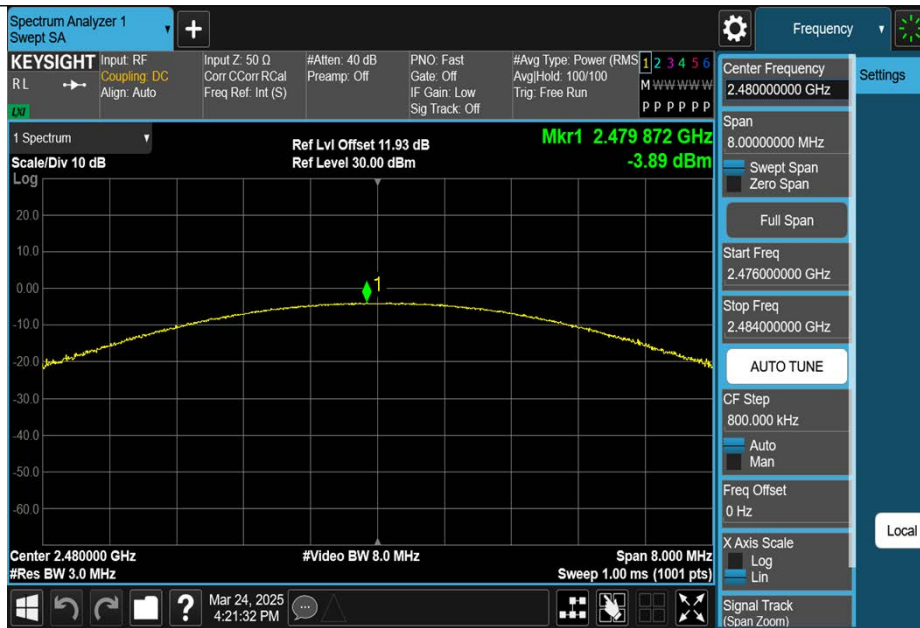 Spectrum Analyzer 1
Swept SA
+
Frequency
KEYSIGHT
R L
LXI
Input: RF
Coupling: DC
Align: Auto
Input Z: 50 Ω
Corr CCorr RCal
Freq Ref: Int (S)
#Atten: 40 dB
Preamp: Off
PNO: Fast
Gate: Off
IF Gain: Low
Sig Track: Off
#Avg Type: Power (RMS
Avg|Hold: 100/100
Trig: Free Run
1 2 3 4 5 6
M W W W W W
P P P P P P
1 Spectrum
Scale/Div 10 dB
Log
Ref Lvl Offset 11.93 dB
Ref Level 30.00 dBm
Mkr1 2.479 872 GHz
-3.89 dBm
20.0
10.0
0.00
-10.0
-20.0
-30.0
-40.0
-50.0
-60.0
1
Center 2.480000 GHz
#Res BW 3.0 MHz
#Video BW 8.0 MHz
Span 8.000 MHz
Sweep 1.00 ms (1001 pts)
?
Mar 24, 2025
4:21:32 PM
Center Frequency
2.480000000 GHz
Span
8.00000000 MHz
Swept Span
Zero Span
Full Span
Start Freq
2.476000000 GHz
Stop Freq
2.484000000 GHz
AUTO TUNE
CF Step
800.000 kHz
Auto
Man
Freq Offset
0 Hz
X Axis Scale
Log
Lin
Signal Track
(Span Zoom)
Settings
Local